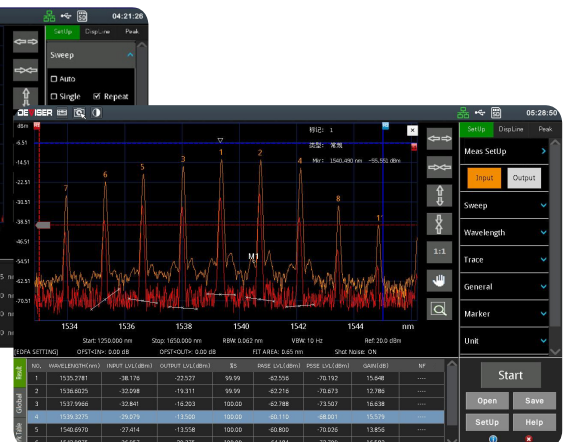 04:21:26
SetUp DispLine Peak
Sweep
Auto
Single Repeat
DEVISER
05:28:50
SetUp DispLine Peak
dBm
标记: 1
类型: 常规
Mkr: 1540.490 nm -55.551 dBm
-6.51
-14.51
-22.51
-30.51
-38.51
-46.51
-54.51
-62.51
-70.51
7 6 5 3 1 2 4 8 1'
M1
1534 1536 1538 1540 1542 1544 nm
Start: 1250.000 nm Stop: 1650.000 nm RBW: 0.062 nm VBW: 10 Hz Ref: 20.0 dBm
[EDFA SETTING] OFST<IN>: 0.00 dB OFST<OUT>: 0.00 dB FIT AREA: 0.65 nm Shot Noise: ON
1:1
Meas SetUp
Input Output
Sweep
Wavelength
Trace
General
Marker
Unit
Start
Open Save
SetUp Help
Global
NO. WAVELENGTH(nm) INPUT LVL(dBm) OUTPUT LVL(dBm) %S PASE LVL(dBm) PSSE LVL(dBm) GAIN(dB) NF
1 1535.2781 -38.176 -22.527 99.99 -62.556 -70.192 15.648 ----
2 1536.6025 -32.098 -19.311 99.99 -62.216 -70.673 12.786 ----
3 1537.9966 -32.841 -16.203 100.00 -62.788 -73.507 16.638 ----
4 1539.3275 -29.079 -13.500 100.00 -60.110 -68.001 15.579 ----
5 1540.6970 -27.414 -13.558 100.00 -60.800 -70.026 13.856 ----